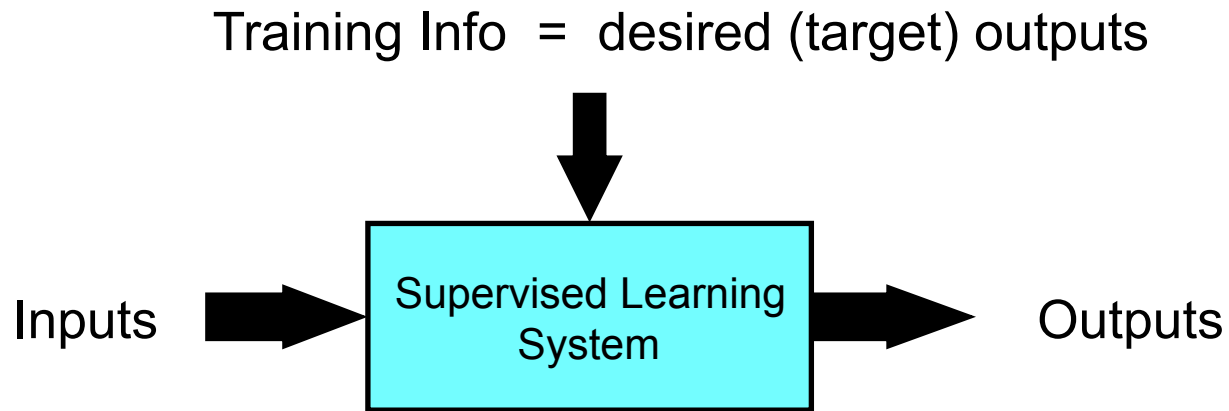 Training Info = desired (target) outputs
Supervised Learning
System
Inputs
Outputs